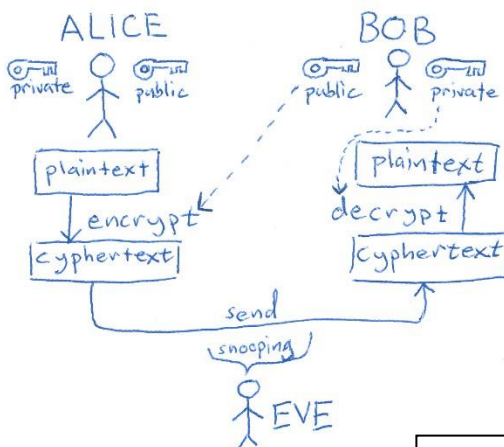 ALICE BOB
private public public private
plaintext plaintext
encrypt decrypt
cyphertext cyphertext
send
snooping
EVE